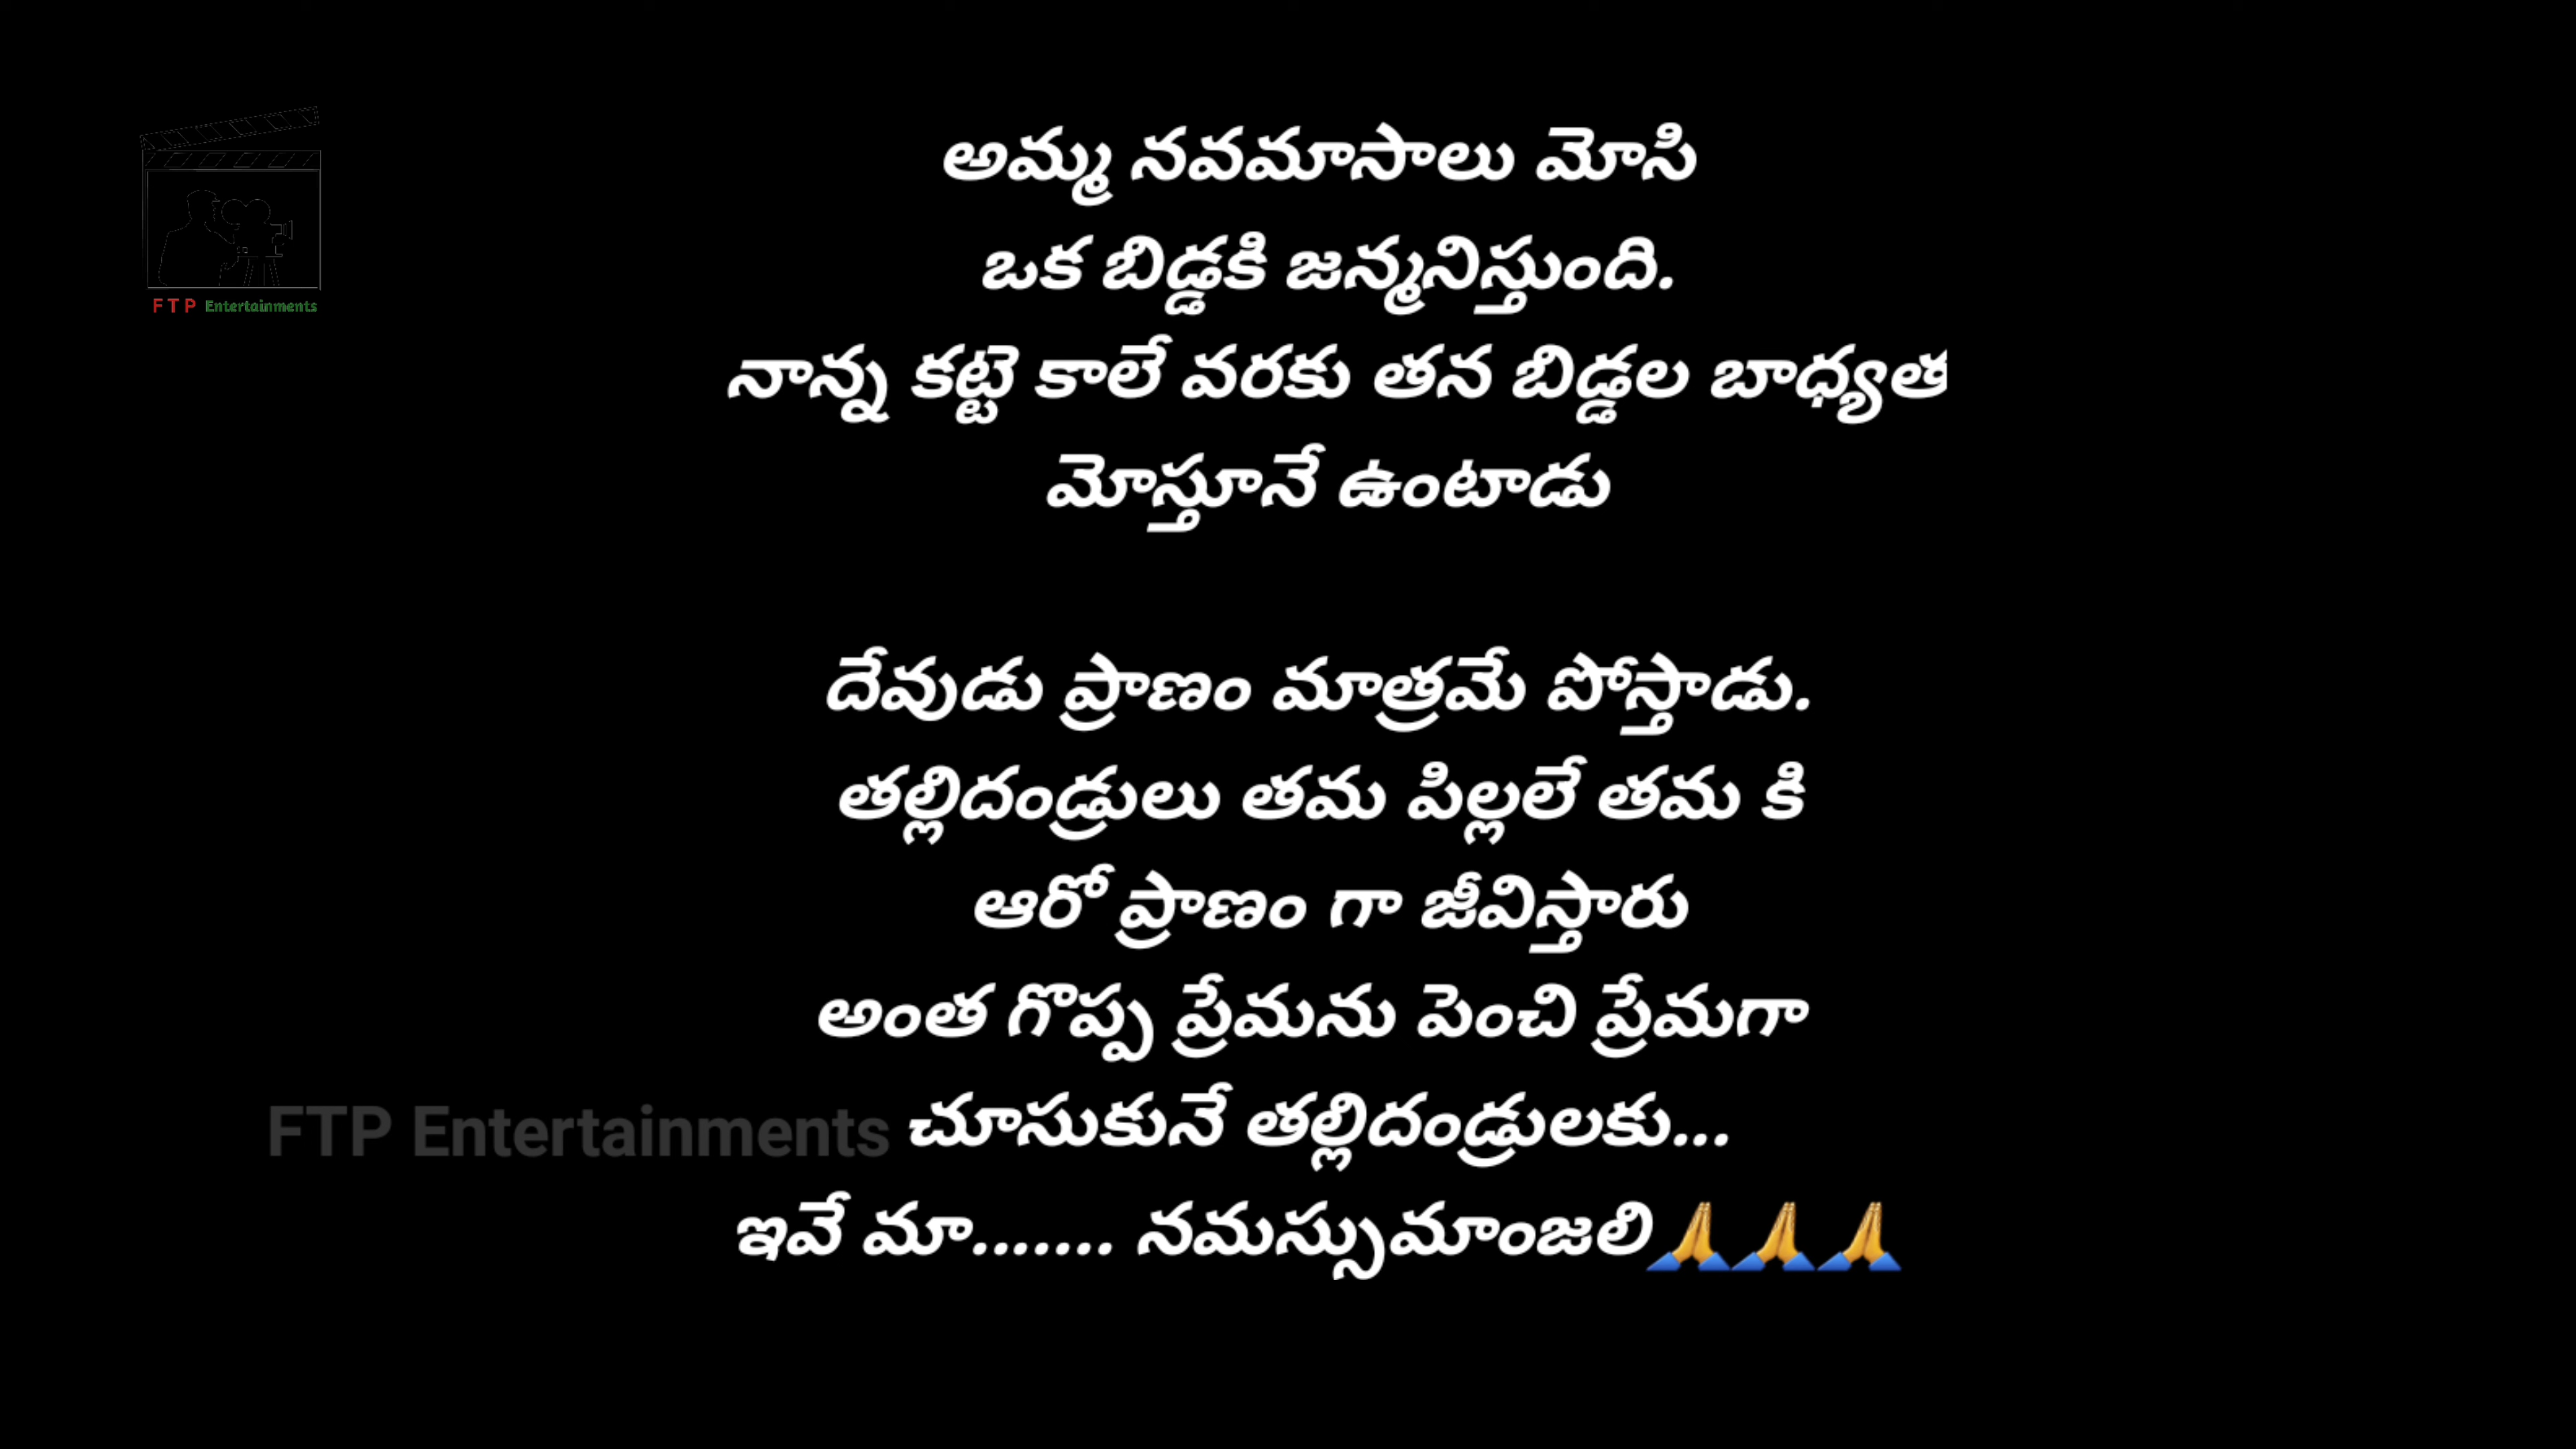 అమ్మ నవమాసాలు మోసి
ఒక బిడ్డకి జన్మనిస్తుంది.
నాన్న కట్టె కాలే వరకు తన బిడ్డల బాధ్యత
మోస్తూనే ఉంటాడు
దేవుడు ప్రాణం మాత్రమే పోస్తాడు.
తల్లిదండ్రులు తమ పిల్లలే తమ కి
ఆరో ప్రాణం గా జీవిస్తారు
అంత గొప్ప ప్రేమను పెంచి ప్రేమగా
చూసుకునే తల్లిదండ్రులకు...
ఇవే మా....... నమస్సుమాంజలి🙏🙏🙏
FTP Entertainments
FTP Entertainments